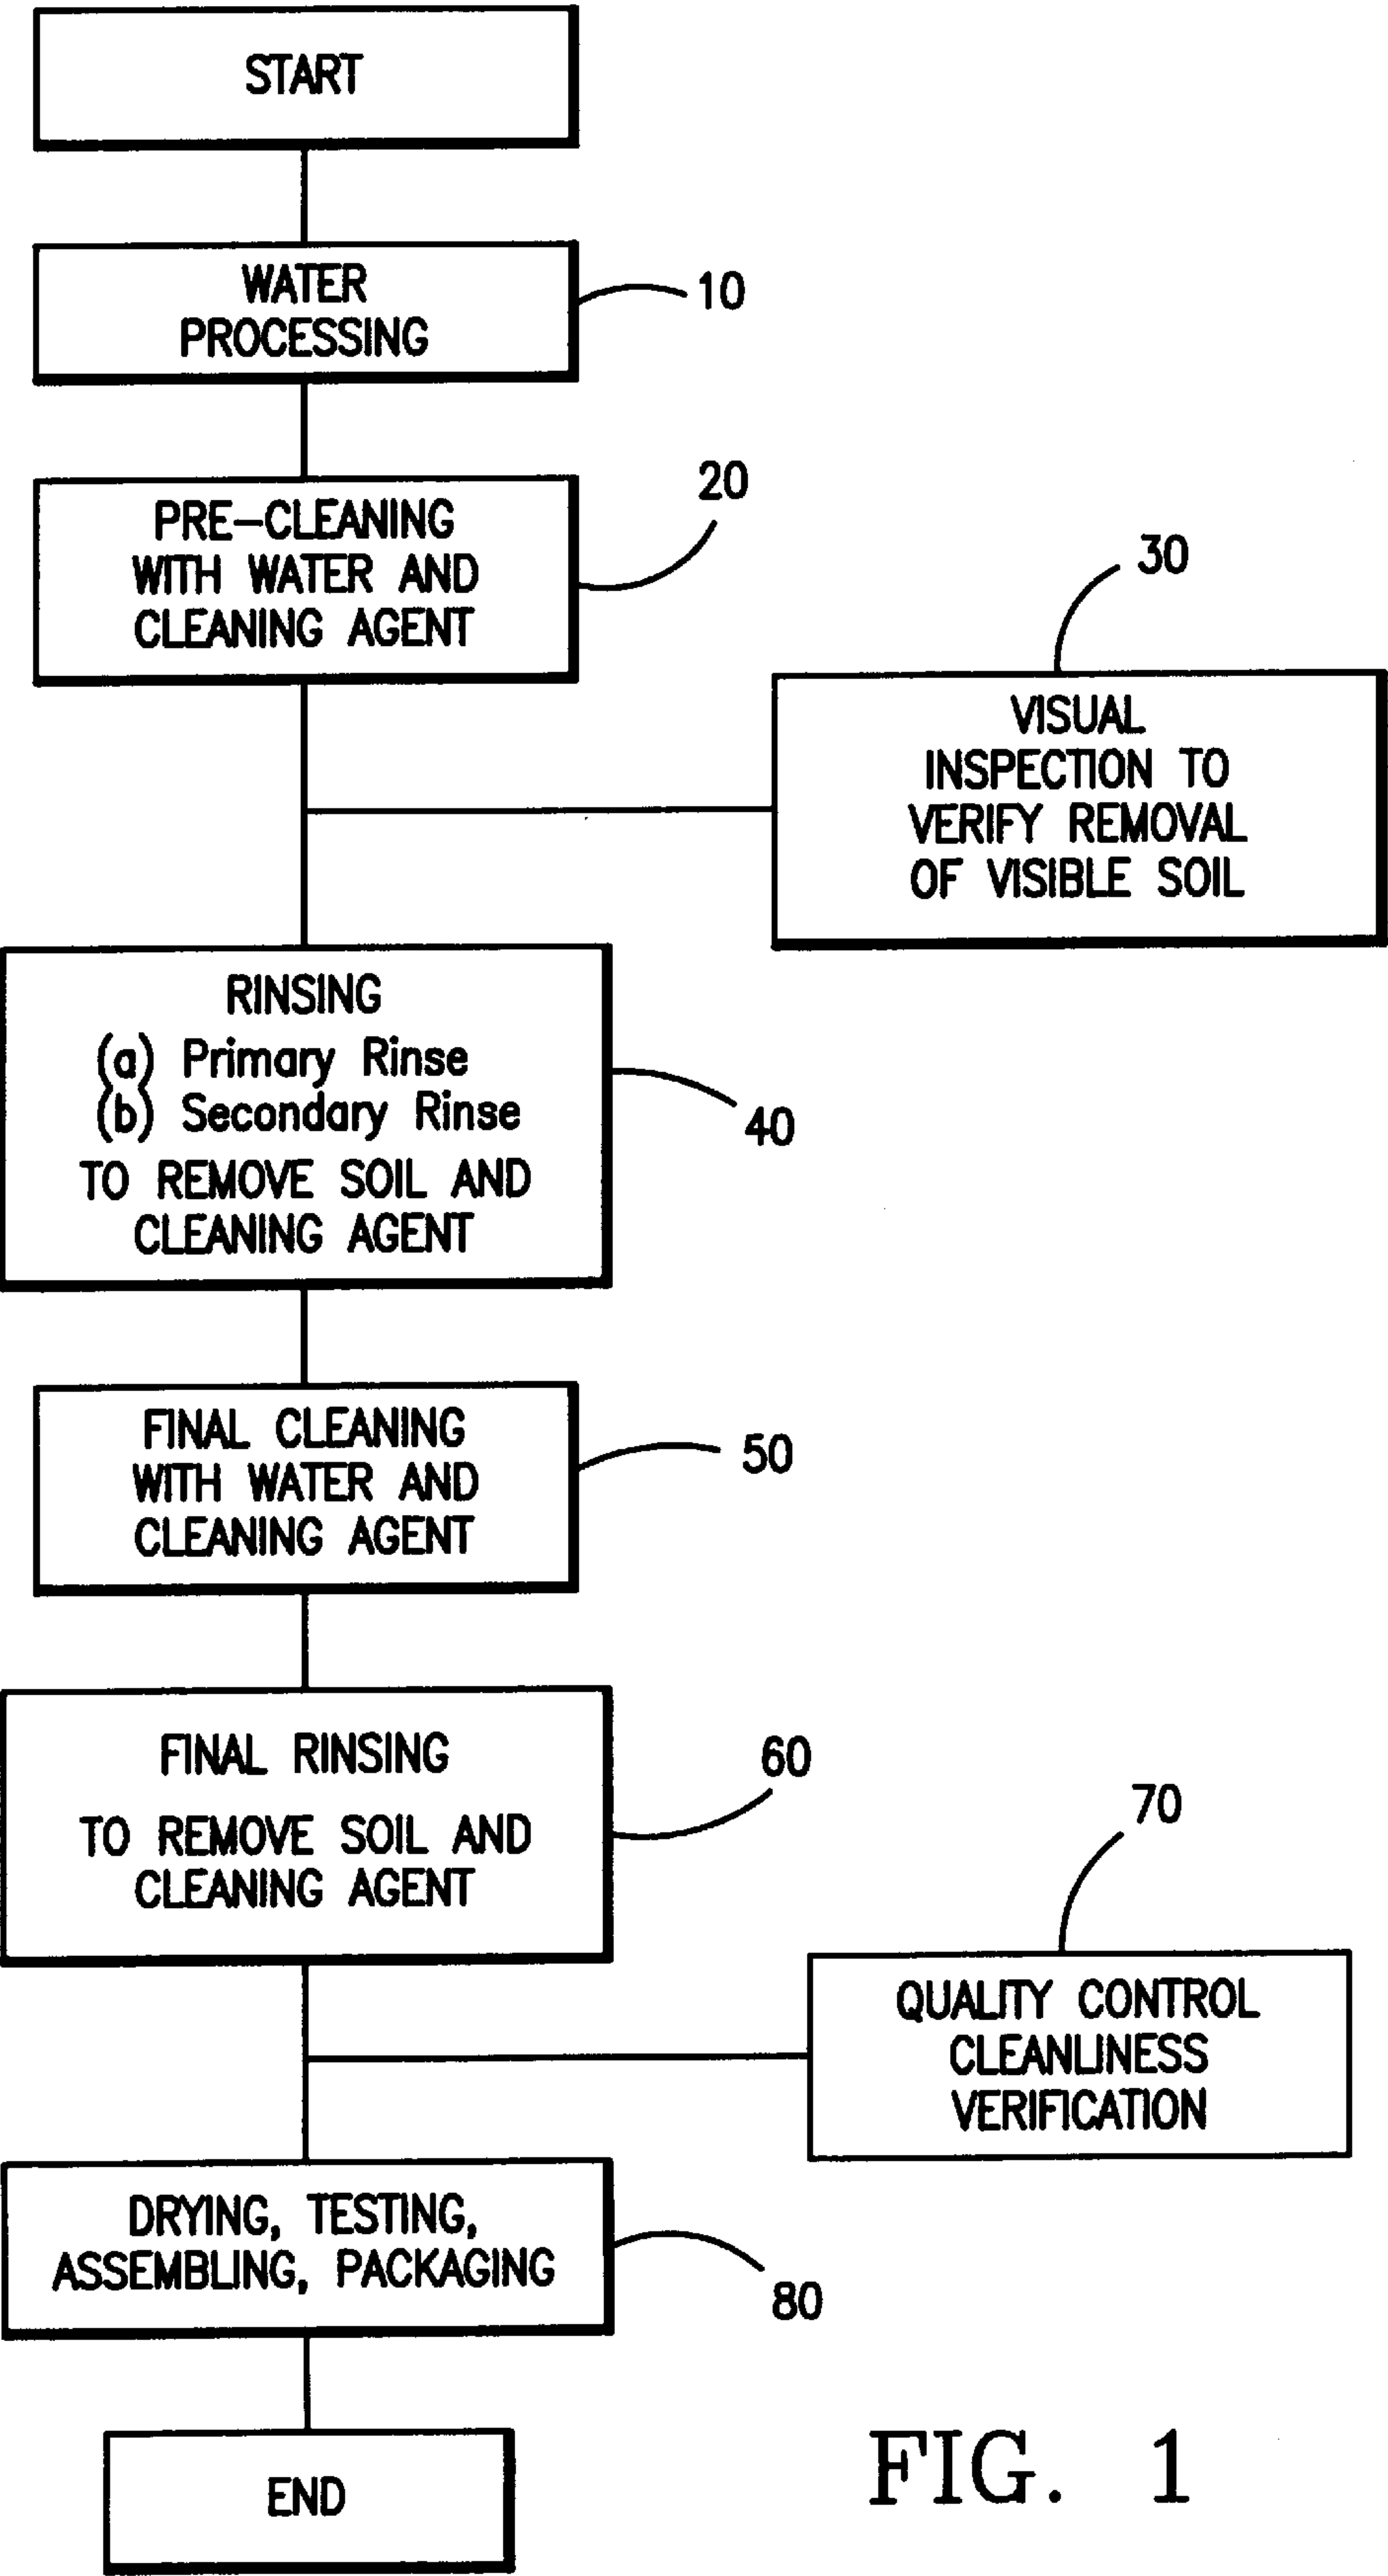 START
WATER
PROCESSING
10
PRE-CLEANING
WITH WATER AND
CLEANING AGENT
20
VISUAL
INSPECTION TO
VERIFY REMOVAL
OF VISIBLE SOIL
30
RINSING
(a) Primary Rinse
(b) Secondary Rinse
TO REMOVE SOIL AND
CLEANING AGENT
40
FINAL CLEANING
WITH WATER AND
CLEANING AGENT
50
FINAL RINSING
TO REMOVE SOIL AND
CLEANING AGENT
60
QUALITY CONTROL
CLEANLINESS
VERIFICATION
70
DRYING, TESTING,
ASSEMBLING, PACKAGING
80
END
FIG. 1